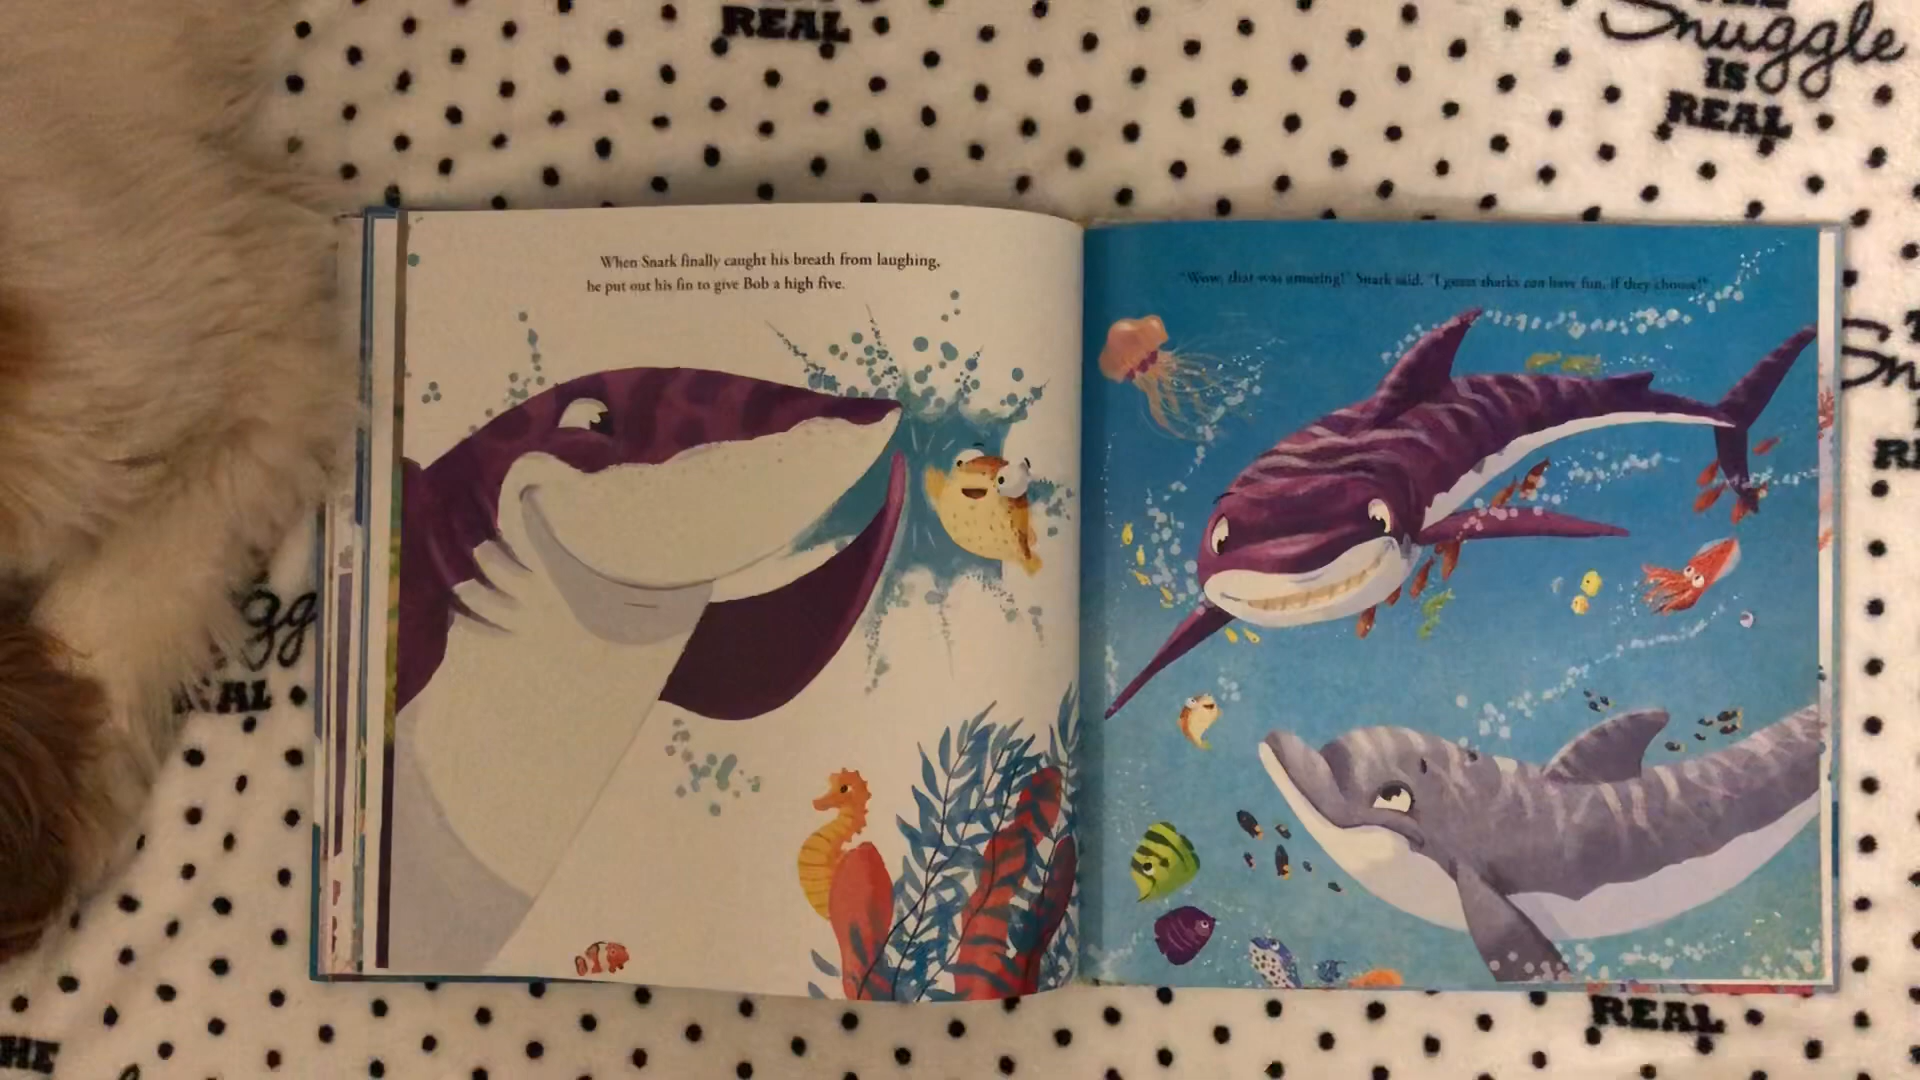 REAL
Snuggle
IS
REAL
When Snark finally caught his breath from laughing,
he put out his fin to give Bob a high five.
"Wow, that was amazing!" Snark said. "I guess sharks can have fun, if they choose!"
REAL
HE